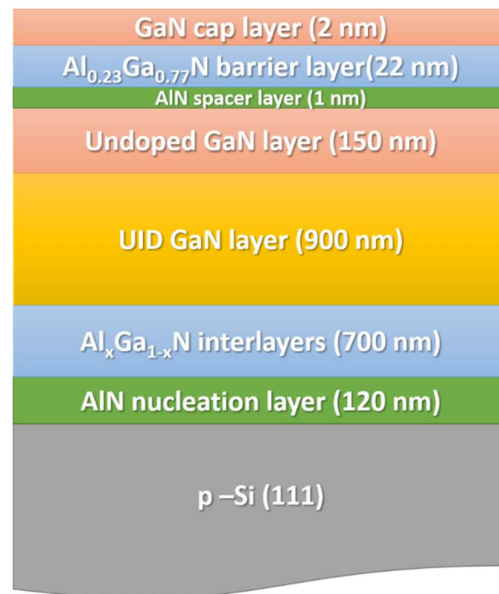 GaN cap layer (2 nm)
Al₀.₂₃Ga₀.₇₇N barrier layer(22 nm)
AlN spacer layer (1 nm)
Undoped GaN layer (150 nm)
UID GaN layer (900 nm)
AlₓGa₁₋ₓN interlayers (700 nm)
AlN nucleation layer (120 nm)
p –Si (111)